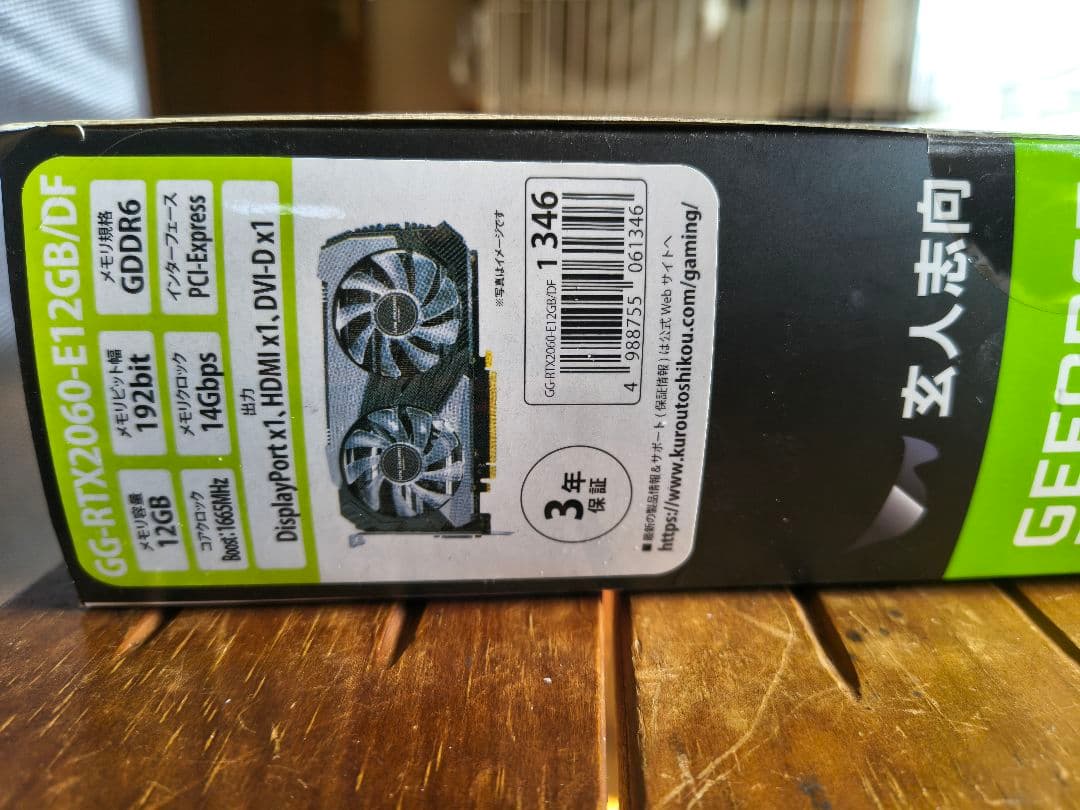 GG-RTX2060-E12GB/DF
メモリ容量
12GB
メモリビット幅
192bit
メモリ規格
GDDR6
コアクロック
Boost:1665MHz
メモリクロック
14Gbps
インターフェース
PCI-Express
出力
DisplayPort x1、HDMI x1、DVI-D x1
※写真はイメージです
3年
保証
GG-RTX2060-E12GB/DF 1 346
4 988755 061346
■最新の製品情報&サポート(保証情報)は公式Webサイトへ
https://www.kuroutoshikou.com/gaming/
玄人志向